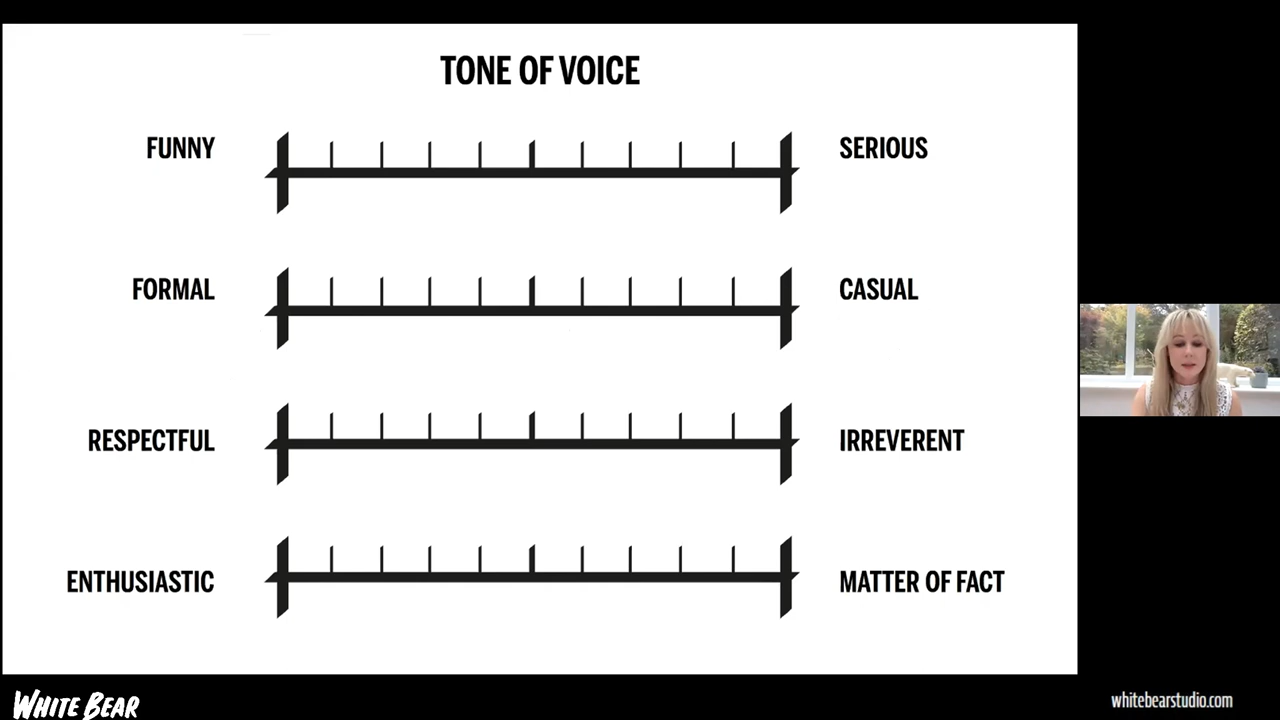 TONE OF VOICE
FUNNY
SERIOUS
FORMAL
CASUAL
RESPECTFUL
IRREVERENT
ENTHUSIASTIC
MATTER OF FACT
WHITE BEAR
whitebearstudio.com